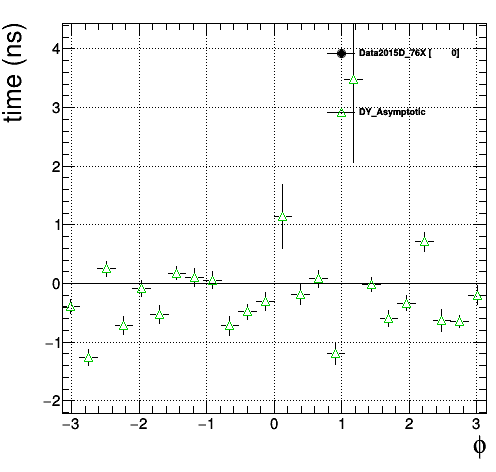 time (ns)
4
3
2
1
0
−1
−2
Data2015D_76X [ 0]
DY_Asymptotic
−3 −2 −1 0 1 2 3
ϕ